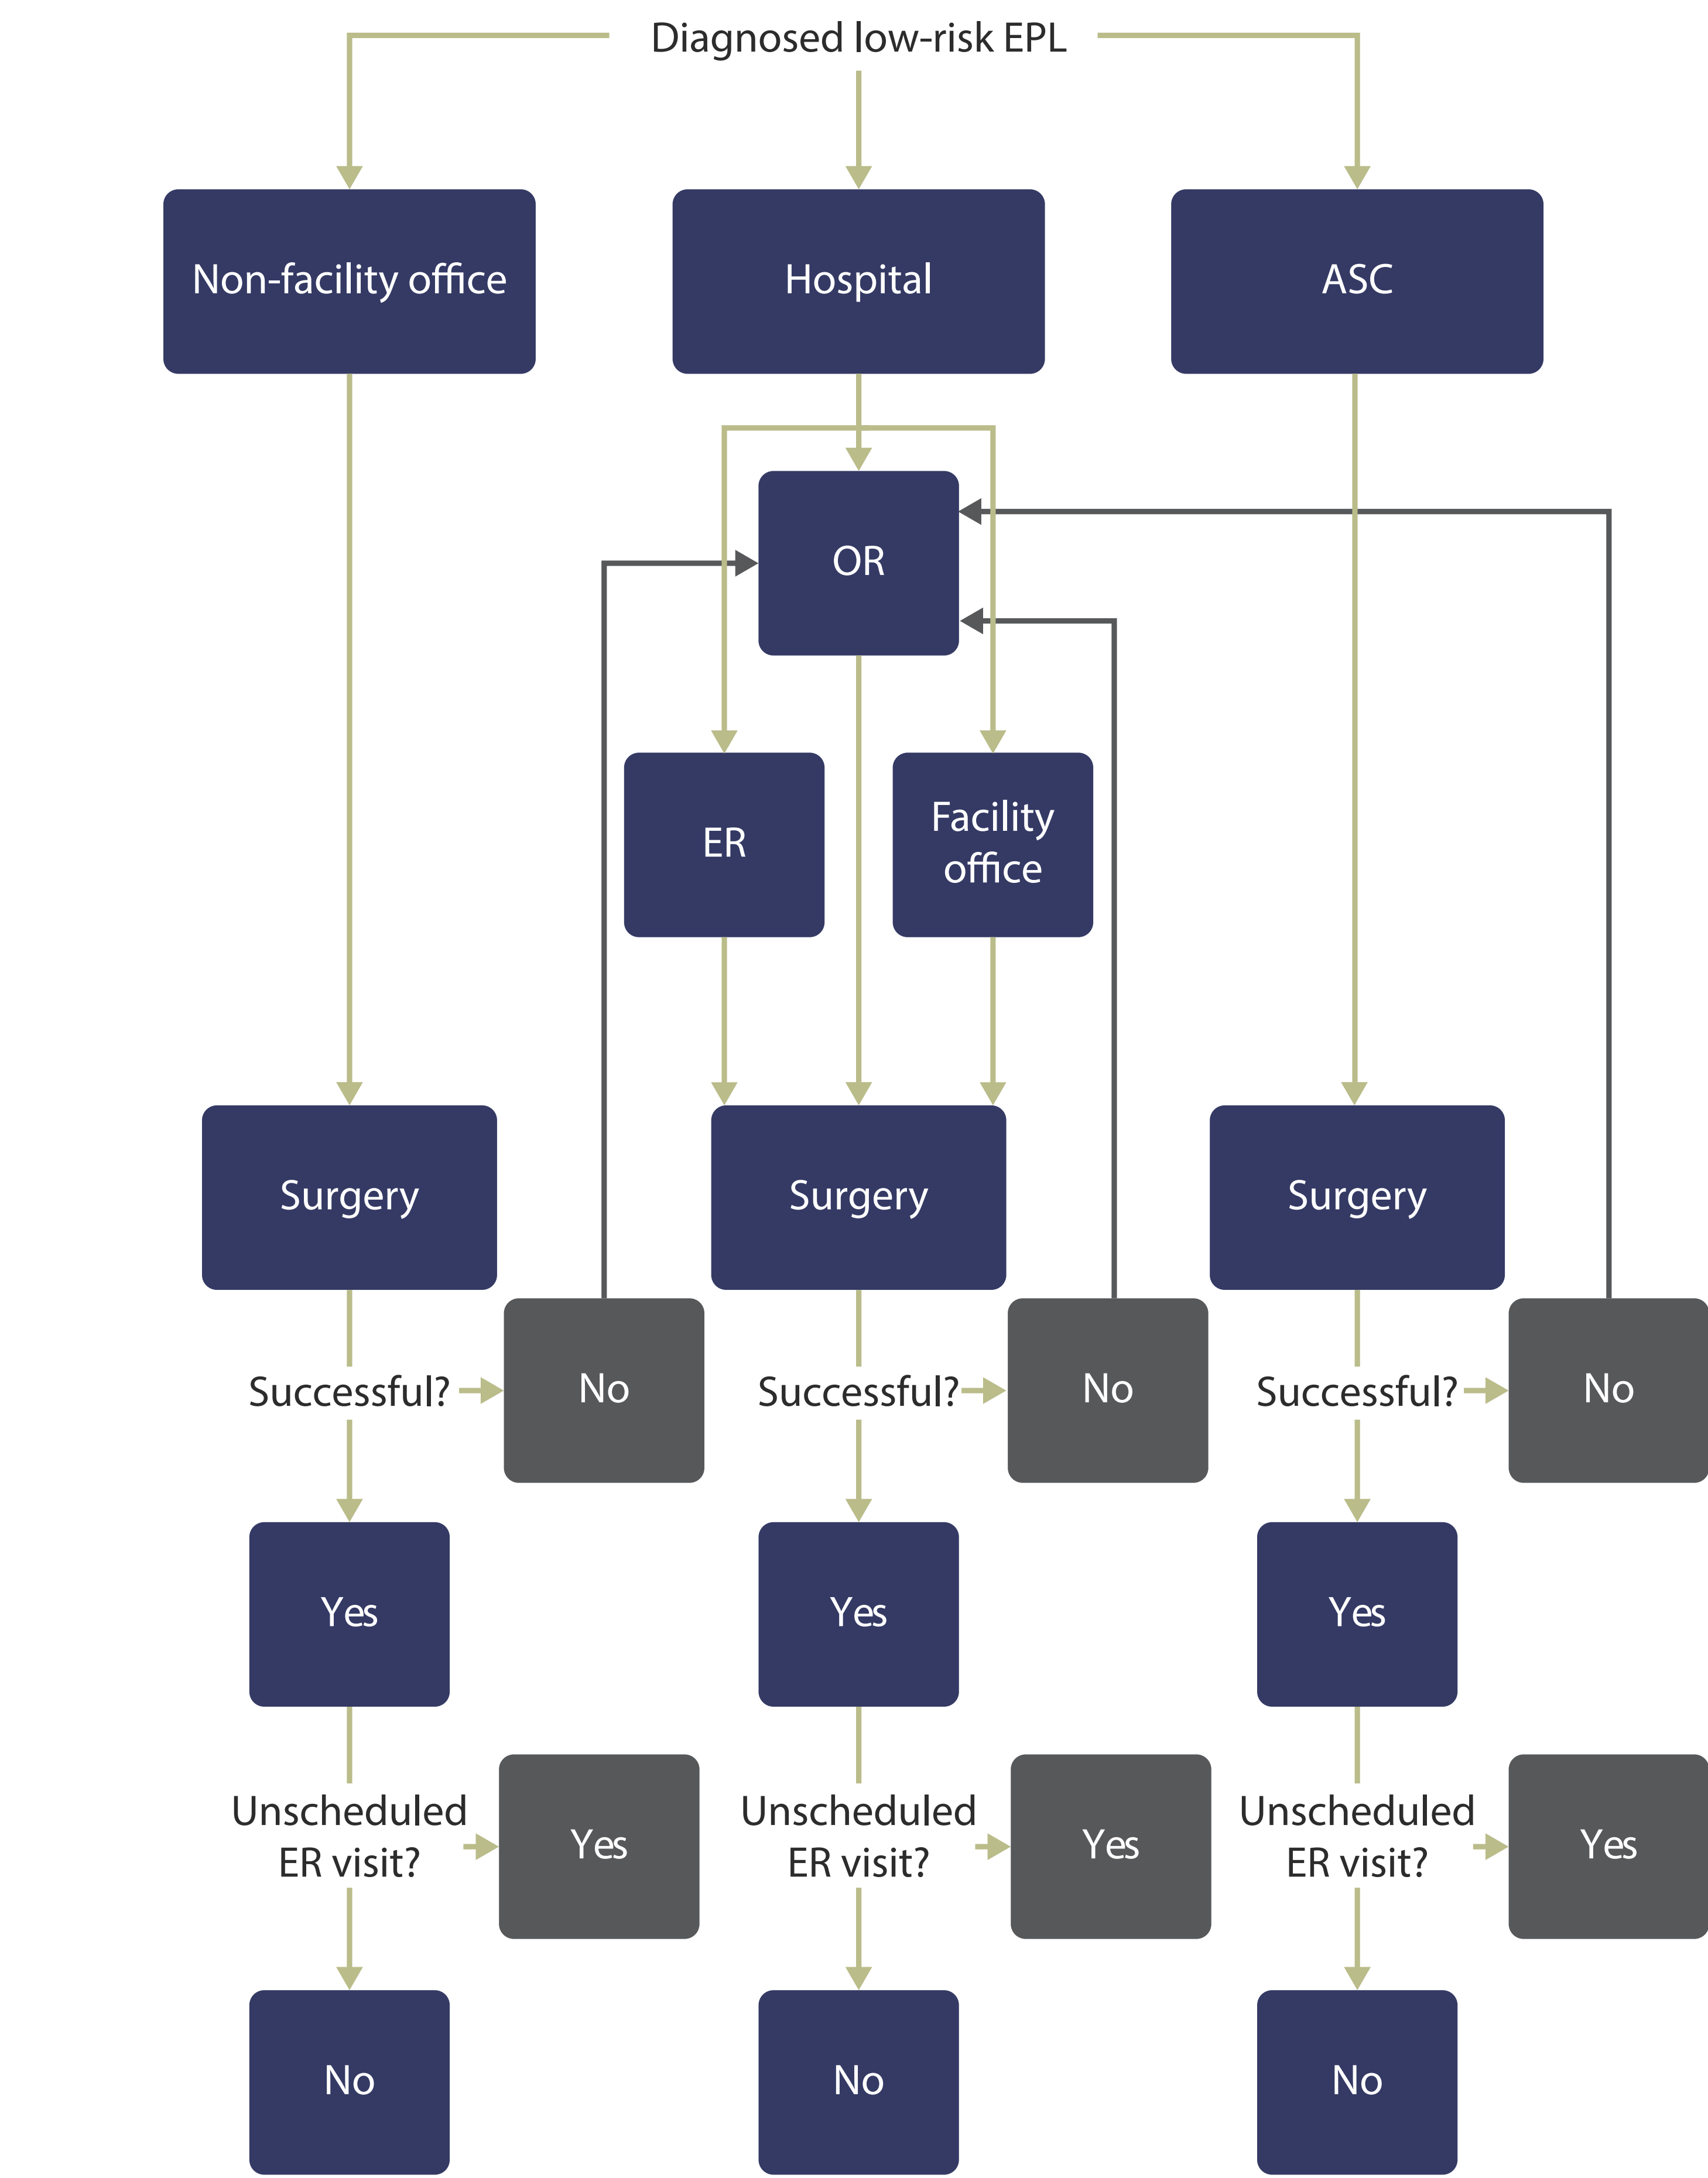 Diagnosed low-risk EPL
Non-facility office
Hospital
ASC
OR
ER
Facility
office
Surgery
Surgery
Surgery
Successful?
No
Successful?
No
Successful?
No
Yes
Yes
Yes
Unscheduled
ER visit?
Yes
Unscheduled
ER visit?
Yes
Unscheduled
ER visit?
Yes
No
No
No